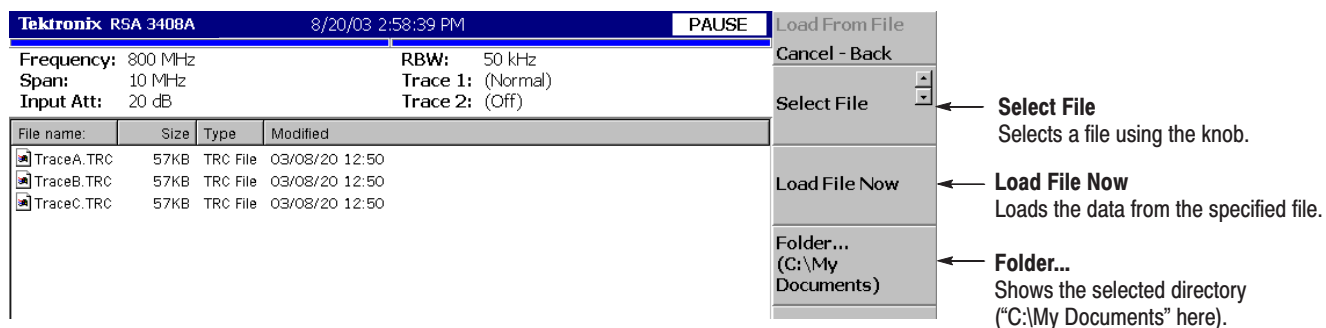 Tektronix RSA 3408A 8/20/03 2:58:39 PM PAUSE
Frequency: 800 MHz RBW: 50 kHz
Span: 10 MHz Trace 1: (Normal)
Input Att: 20 dB Trace 2: (Off)
File name: Size Type Modified
TraceA.TRC 57KB TRC File 03/08/20 12:50
TraceB.TRC 57KB TRC File 03/08/20 12:50
TraceC.TRC 57KB TRC File 03/08/20 12:50
Load From File
Cancel - Back
Select File
Load File Now
Folder...
(C:\My
Documents)
Select File
Selects a file using the knob.
Load File Now
Loads the data from the specified file.
Folder...
Shows the selected directory
(“C:\My Documents” here).